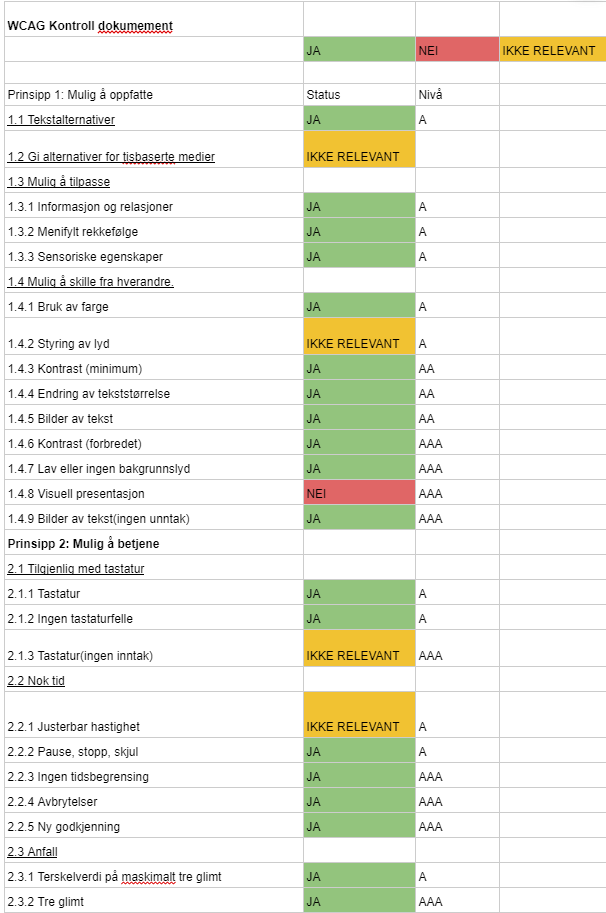 WCAG Kontroll dokumement
JA NEI IKKE RELEVANT
Prinsipp 1: Mulig å oppfatte Status Nivå
1.1 Tekstalternativer JA A
1.2 Gi alternativer for tisbaserte medier IKKE RELEVANT
1.3 Mulig å tilpasse
1.3.1 Informasjon og relasjoner JA A
1.3.2 Menifylt rekkefølge JA A
1.3.3 Sensoriske egenskaper JA A
1.4 Mulig å skille fra hverandre.
1.4.1 Bruk av farge JA A
1.4.2 Styring av lyd IKKE RELEVANT A
1.4.3 Kontrast (minimum) JA AA
1.4.4 Endring av tekststørrelse JA AA
1.4.5 Bilder av tekst JA AA
1.4.6 Kontrast (forbredet) JA AAA
1.4.7 Lav eller ingen bakgrunnslyd JA AAA
1.4.8 Visuell presentasjon NEI AAA
1.4.9 Bilder av tekst(ingen unntak) JA AAA
Prinsipp 2: Mulig å betjene
2.1 Tilgjenlig med tastatur
2.1.1 Tastatur JA A
2.1.2 Ingen tastaturfelle JA A
2.1.3 Tastatur(ingen inntak) IKKE RELEVANT AAA
2.2 Nok tid
2.2.1 Justerbar hastighet IKKE RELEVANT A
2.2.2 Pause, stopp, skjul JA A
2.2.3 Ingen tidsbegrensing JA AAA
2.2.4 Avbrytelser JA AAA
2.2.5 Ny godkjenning JA AAA
2.3 Anfall
2.3.1 Terskelverdi på maskimalt tre glimt JA A
2.3.2 Tre glimt JA AAA